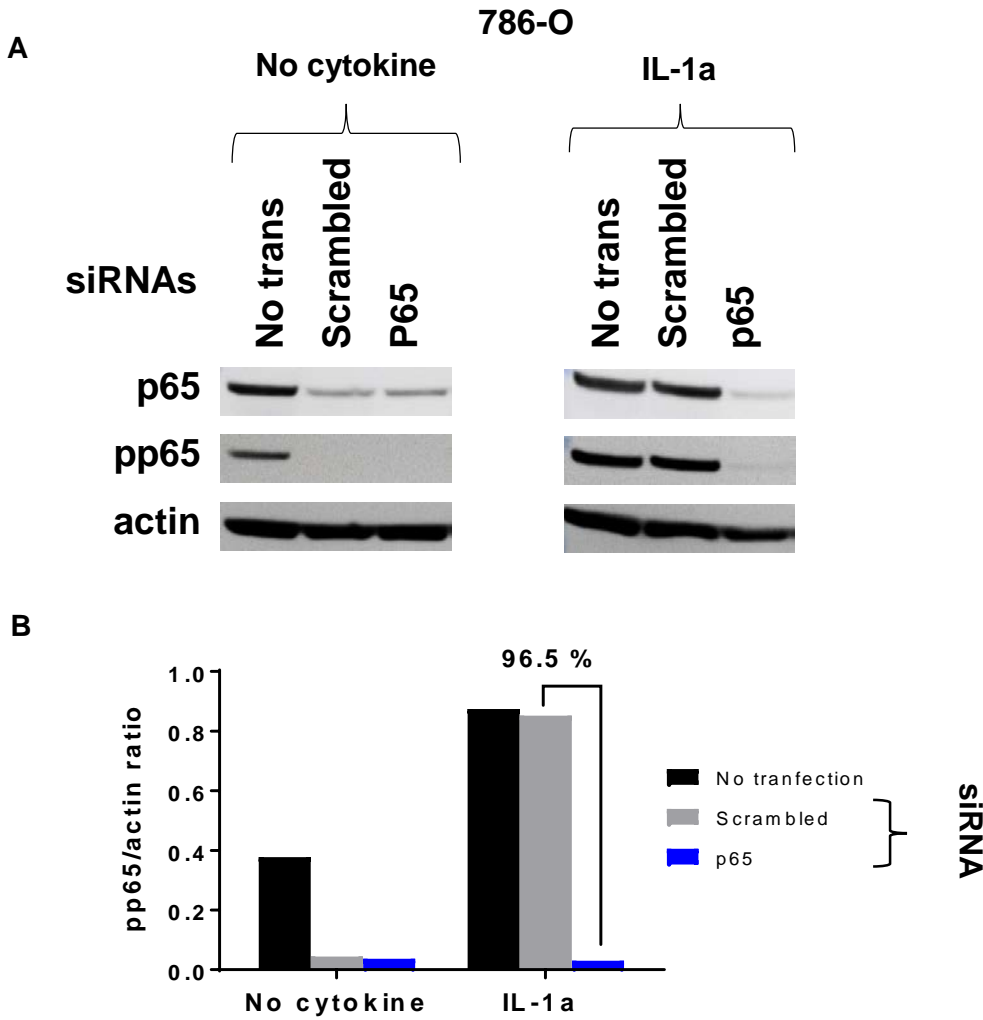 786-O
A
No cytokine
IL-1a
siRNAs
No trans
Scrambled
P65
No trans
Scrambled
p65
p65
pp65
actin
B
96.5 %
pp65/actin ratio
1.0
0.8
0.6
0.4
0.2
0.0
No cytokine
IL-1a
No tranfection
Scrambled
p65
siRNA